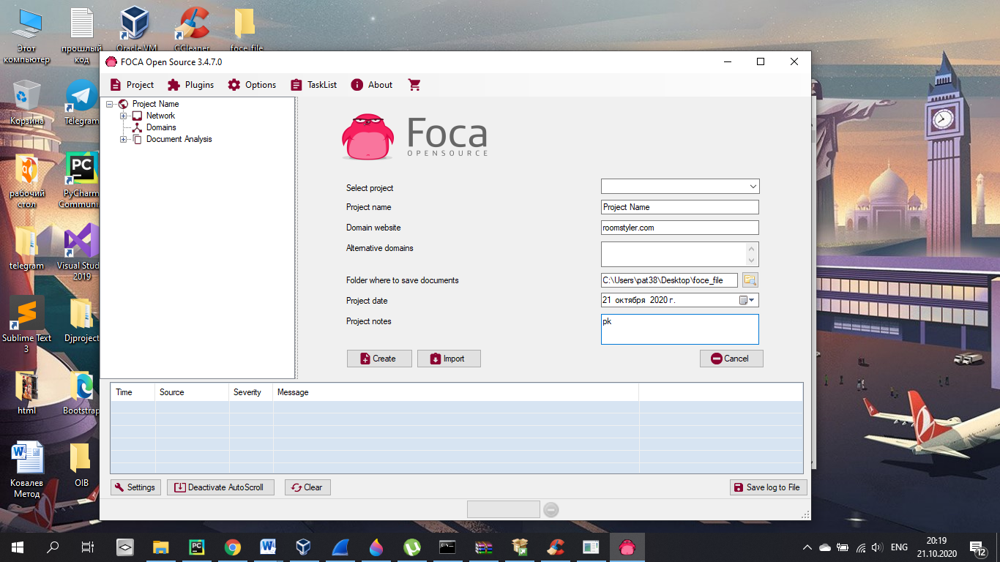 Этот компьютер
прошлый код
Oracle VM
CCleaner
foce_file
Корзина
Telegram
рабочий стол
PyCharm Communi...
telegram
Visual Stud 2019
Sublime Text 3
Djproject
html
Bootstrap
Ковалев Метод
OIB
FOCA Open Source 3.4.7.0
Project Plugins Options TaskList About
Project Name
Network
Domains
Document Analysis
Foca
OPENSOURCE
Select project
Project name Project Name
Domain website roomstyler.com
Alternative domains
Folder where to save documents C:\Users\pat38\Desktop\foce_file
Project date 21 октября 2020 г.
Project notes pk
Create Import Cancel
Time Source Severity Message
Settings Deactivate AutoScroll Clear Save log to File
ENG
20:19
21.10.2020
12